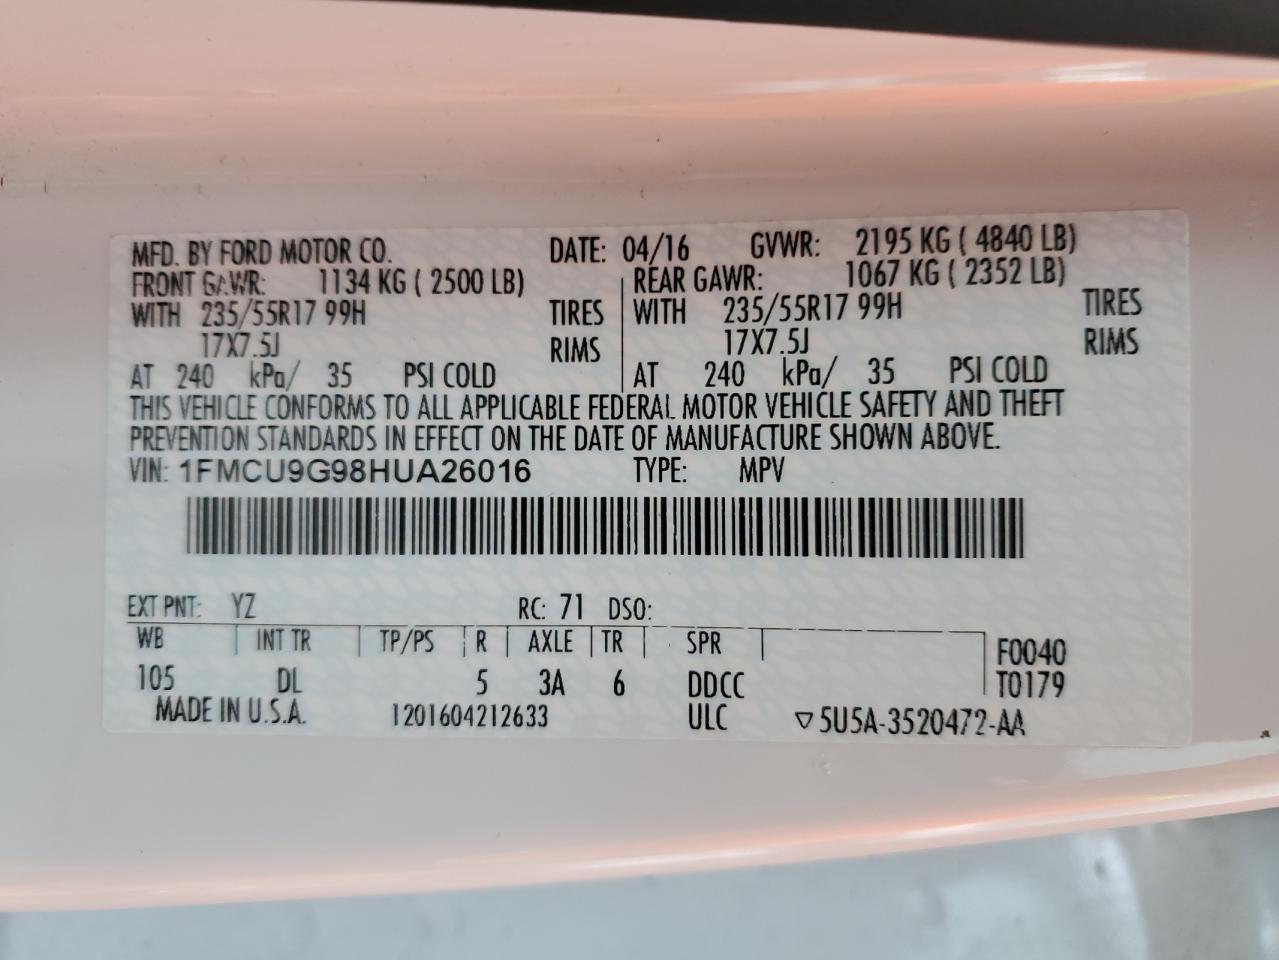 MFD. BY FORD MOTOR CO. DATE: 04/16 GVWR: 2195 KG ( 4840 LB)
FRONT GAWR: 1134 KG ( 2500 LB) REAR GAWR: 1067 KG ( 2352 LB)
WITH 235/55R17 99H TIRES WITH 235/55R17 99H TIRES
17X7.5J RIMS 17X7.5J RIMS
AT 240 kPa/ 35 PSI COLD AT 240 kPa/ 35 PSI COLD
THIS VEHICLE CONFORMS TO ALL APPLICABLE FEDERAL MOTOR VEHICLE SAFETY AND THEFT
PREVENTION STANDARDS IN EFFECT ON THE DATE OF MANUFACTURE SHOWN ABOVE.
VIN: 1FMCU9G98HUA26016 TYPE: MPV
EXT PNT: YZ RC: 71 DSO:
WB INT TR TP/PS R AXLE TR SPR F0040
105 DL 5 3A 6 DDCC T0179
MADE IN U.S.A. 1201604212633 ULC ▽5U5A-3520472-AA